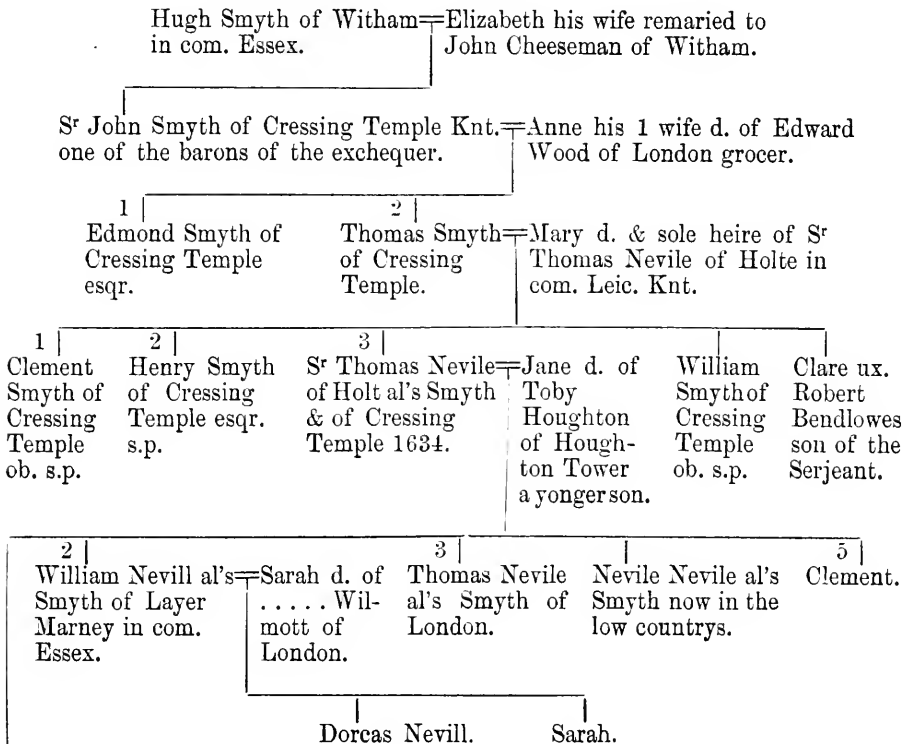 Hugh Smyth of Witham
in com. Essex.
Elizabeth his wife remaried to
John Cheeseman of Witham.
Sr John Smyth of Cressing Temple Knt.
one of the barons of the exchequer.
Anne his 1 wife d. of Edward
Wood of London grocer.
1
Edmond Smyth of
Cressing Temple
esqr.
2
Thomas Smyth
of Cressing
Temple.
Mary d. & sole heire of Sr
Thomas Nevile of Holte in
com. Leic. Knt.
1
Clement
Smyth of
Cressing
Temple
ob. s.p.
2
Henry Smyth
of Cressing
Temple esqr.
s.p.
3
Sr Thomas Nevile
of Holt al's Smyth
& of Cressing
Temple 1634.
Jane d. of
Toby
Houghton
of Hough-
ton Tower
a yonger son.
William
Smyth of
Cressing
Temple
ob. s.p.
Clare ux.
Robert
Bendlowes
son of the
Serjeant.
2
William Nevill al's
Smyth of Layer
Marney in com.
Essex.
Sarah d. of
..... Wil-
mott of
London.
3
Thomas Nevile
al's Smyth of
London.
Nevile Nevile al's
Smyth now in the
low countrys.
5
Clement.
Dorcas Nevill.
Sarah.